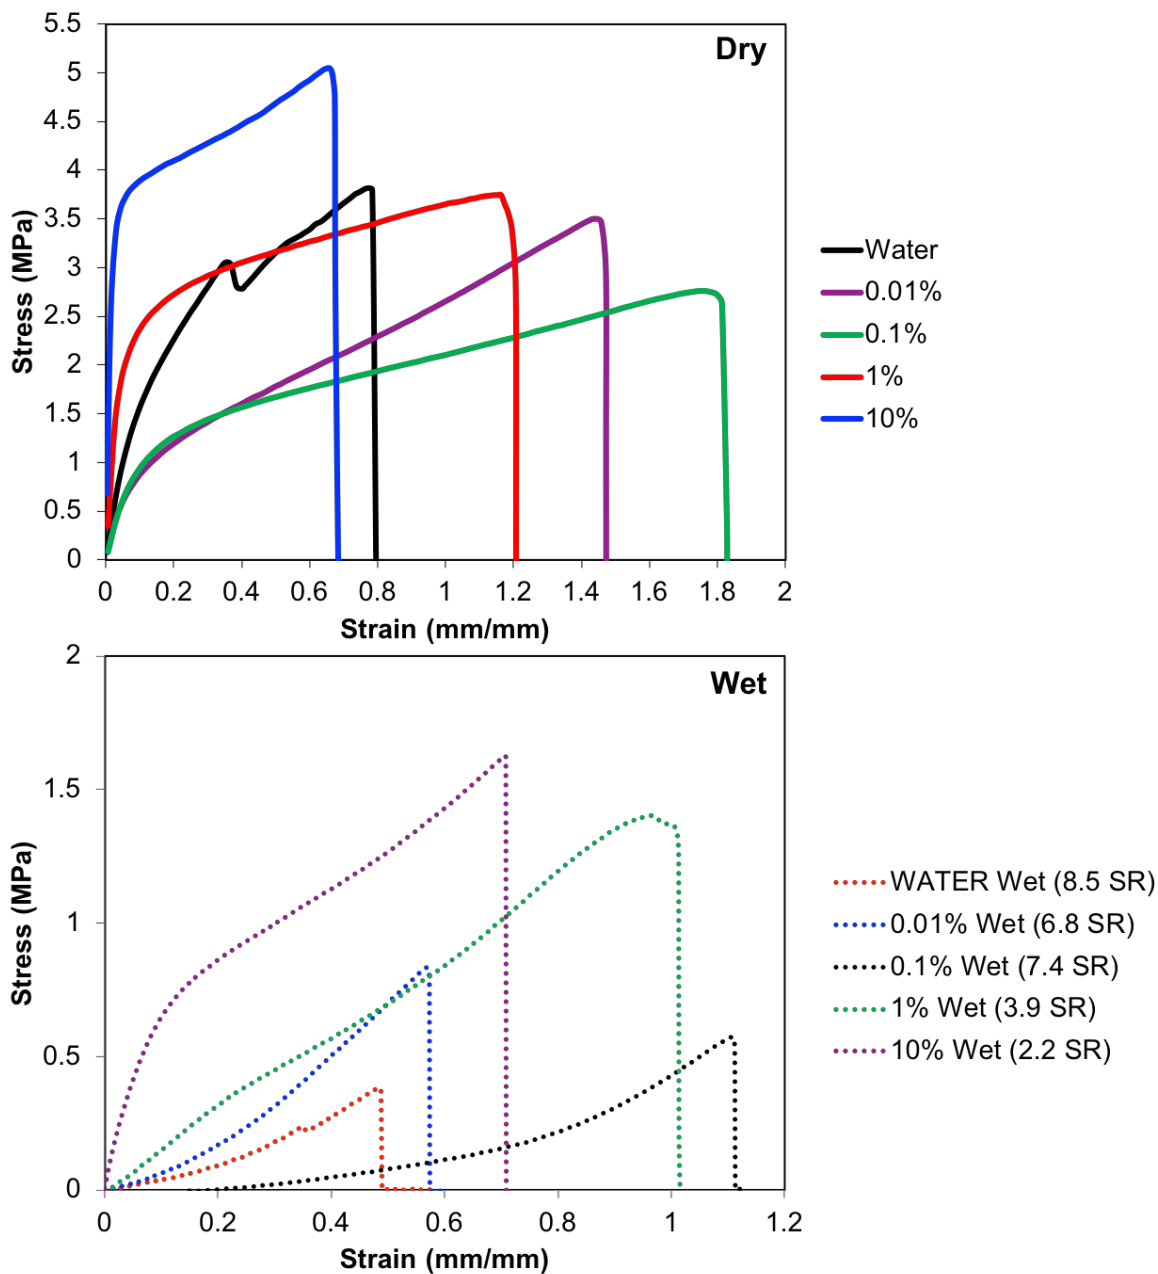 Dry
5.5
5
4.5
4
3.5
3
2.5
2
1.5
1
0.5
0
Stress (MPa)
0 0.2 0.4 0.6 0.8 1 1.2 1.4 1.6 1.8 2
Strain (mm/mm)
Water
0.01%
0.1%
1%
10%
Wet
2
1.5
1
0.5
0
Stress (MPa)
0 0.2 0.4 0.6 0.8 1 1.2
Strain (mm/mm)
WATER Wet (8.5 SR)
0.01% Wet (6.8 SR)
0.1% Wet (7.4 SR)
1% Wet (3.9 SR)
10% Wet (2.2 SR)